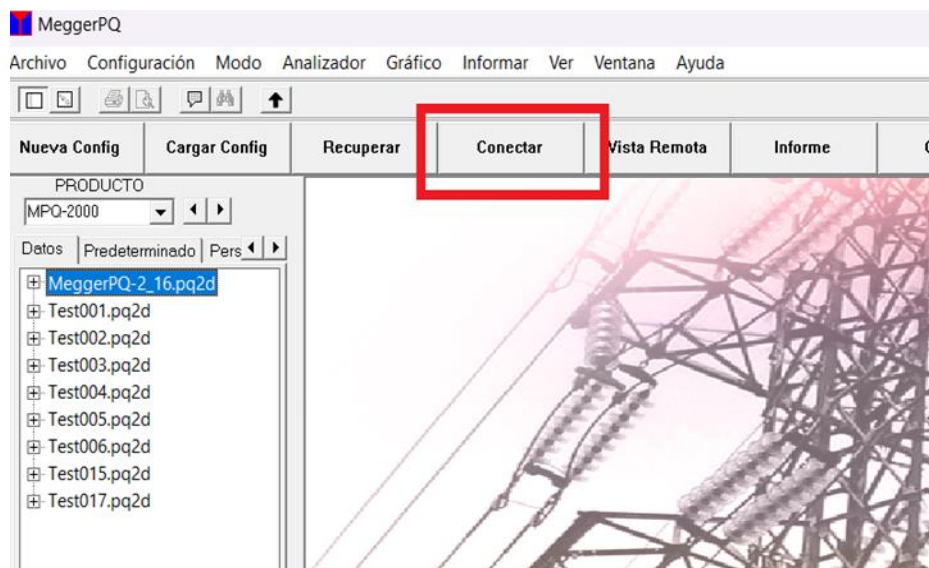 MeggerPQ
Archivo Configuración Modo Analizador Gráfico Informar Ver Ventana Ayuda
Nueva Config Cargar Config Recuperar Conectar Vista Remota Informe
PRODUCTO
MPQ-2000
Datos Predeterminado Pers
MeggerPQ-2_16.pq2d
Test001.pq2d
Test002.pq2d
Test003.pq2d
Test004.pq2d
Test005.pq2d
Test006.pq2d
Test015.pq2d
Test017.pq2d